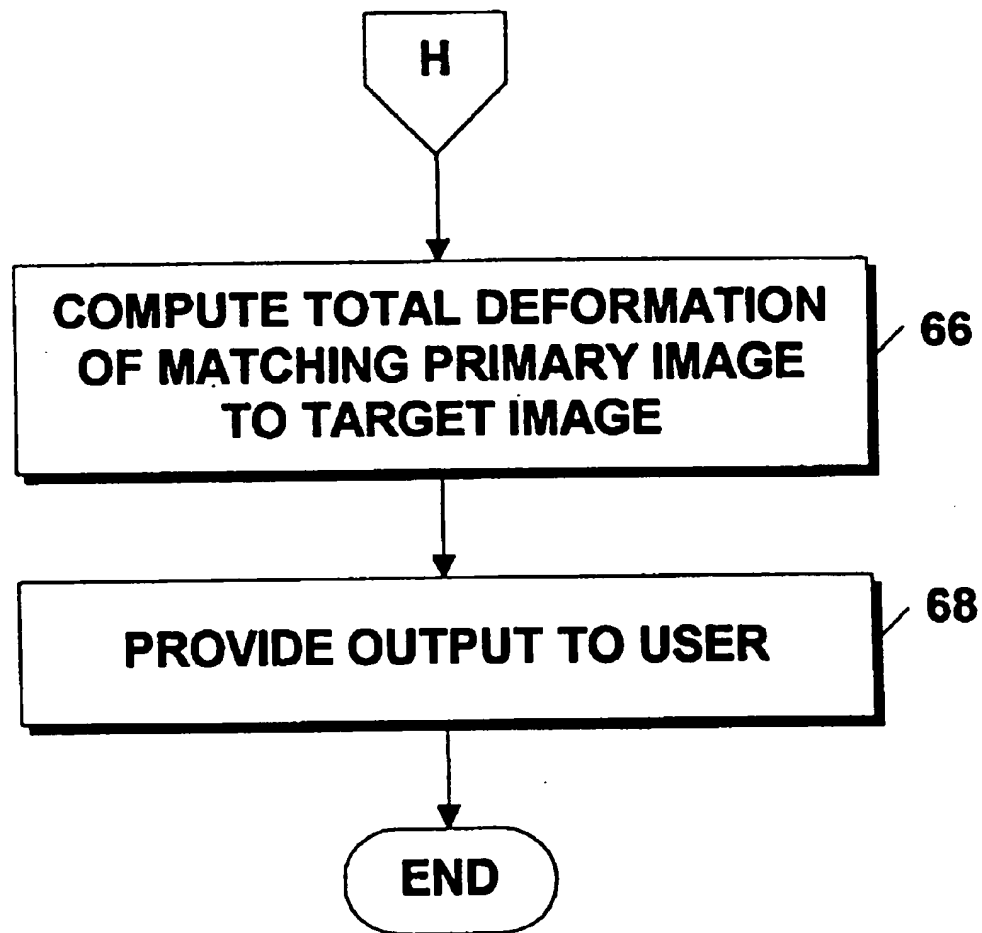 H
COMPUTE TOTAL DEFORMATION
OF MATCHING PRIMARY IMAGE
TO TARGET IMAGE
66
PROVIDE OUTPUT TO USER
68
END